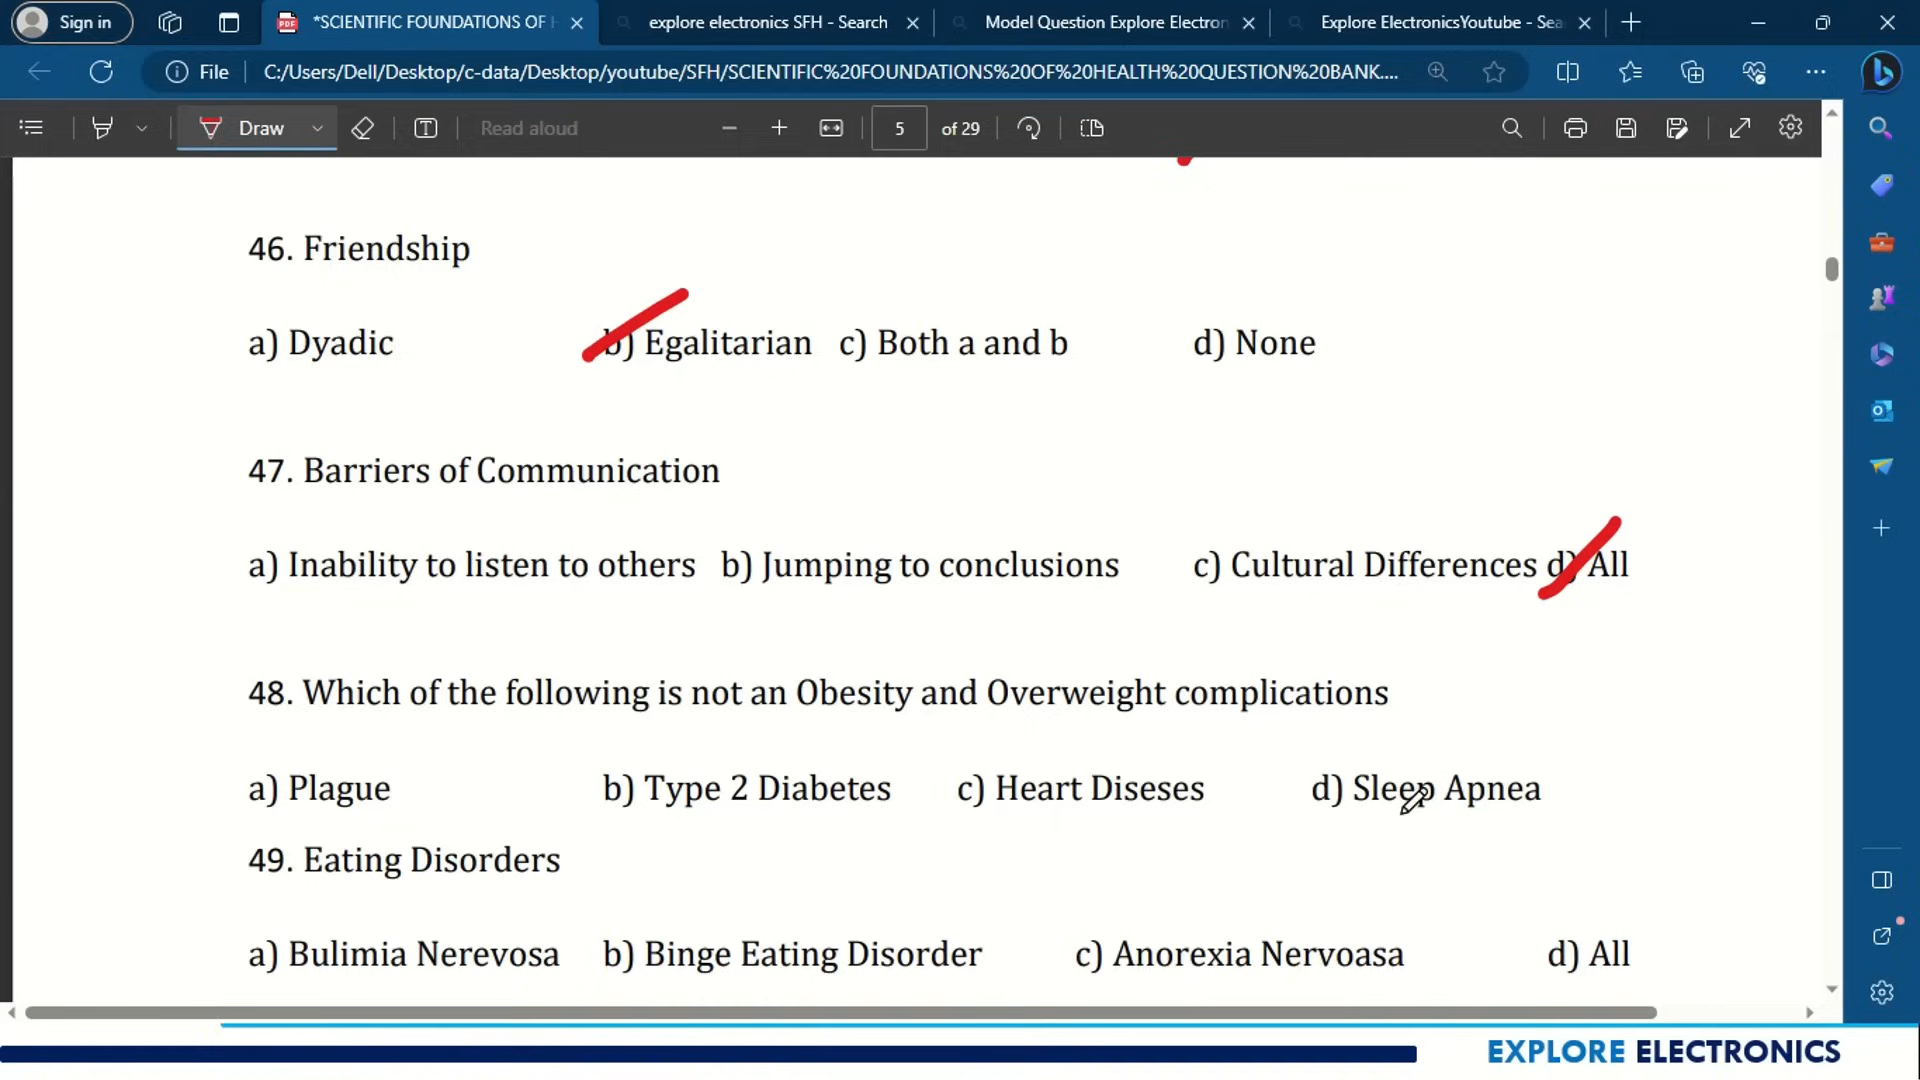 Sign in
*SCIENTIFIC FOUNDATIONS OF H
explore electronics SFH - Search
Model Question Explore Electron
Explore ElectronicsYoutube - Sea
File
C:/Users/Dell/Desktop/c-data/Desktop/youtube/SFH/SCIENTIFIC%20FOUNDATIONS%20OF%20HEALTH%20QUESTION%20BANK....
Draw
Read aloud
5 of 29
46. Friendship
a) Dyadic b) Egalitarian c) Both a and b d) None
47. Barriers of Communication
a) Inability to listen to others b) Jumping to conclusions c) Cultural Differences d) All
48. Which of the following is not an Obesity and Overweight complications
a) Plague b) Type 2 Diabetes c) Heart Diseses d) Sleep Apnea
49. Eating Disorders
a) Bulimia Nerevosa b) Binge Eating Disorder c) Anorexia Nervoasa d) All
EXPLORE ELECTRONICS